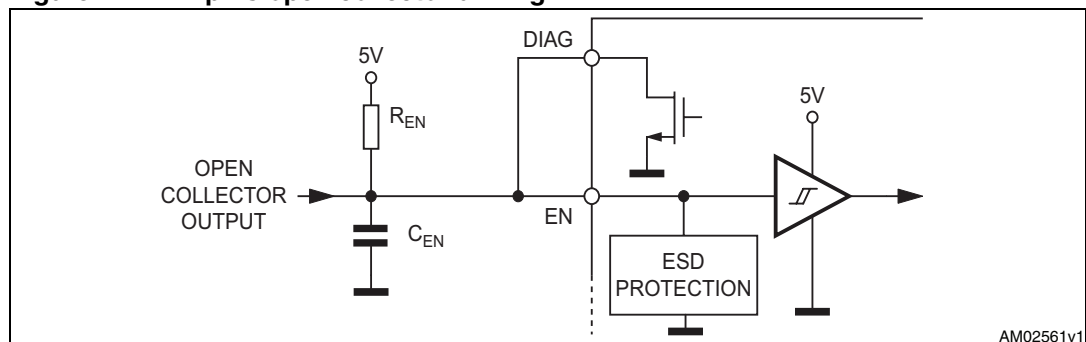 DIAG
5V
5V
R_EN
OPEN
COLLECTOR
OUTPUT
EN
C_EN
ESD
PROTECTION
AM02561v1